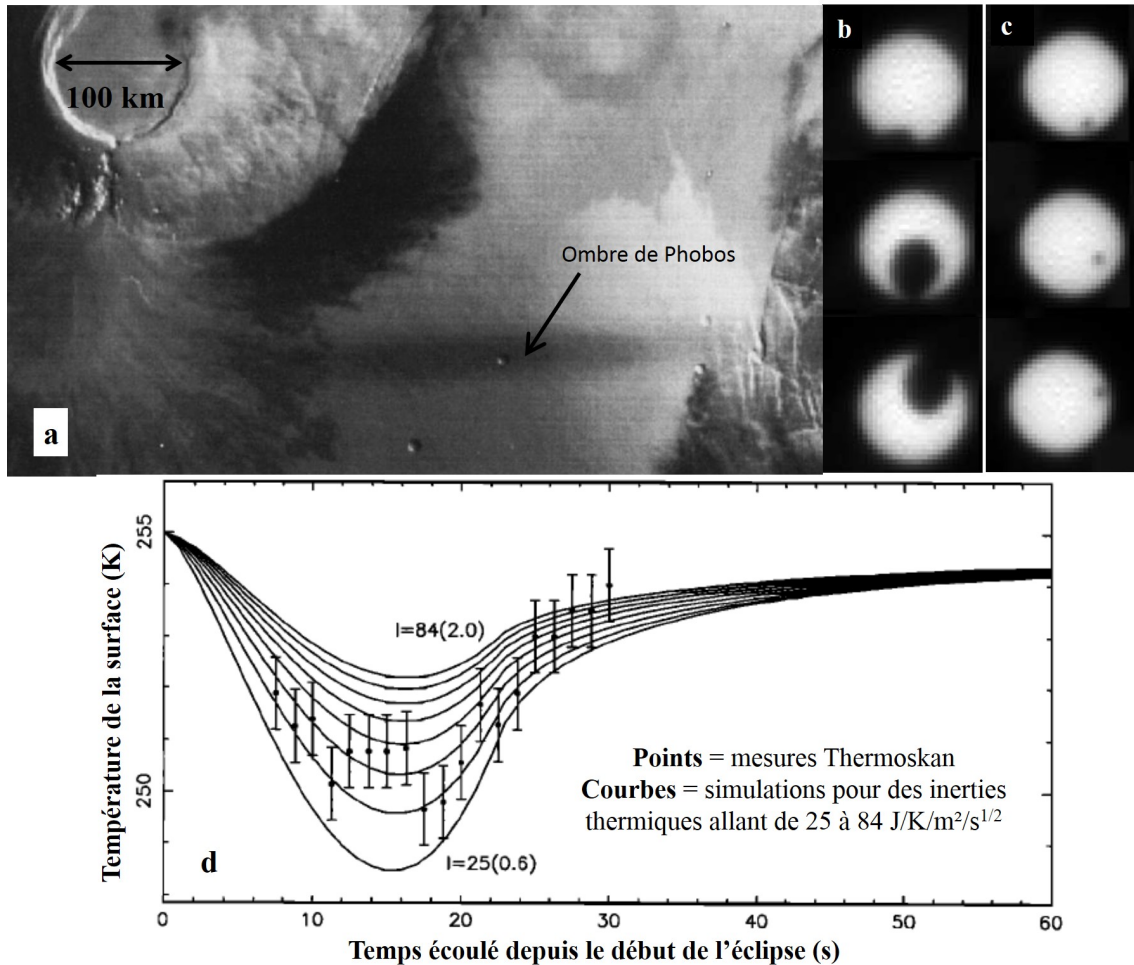 b
c
100 km
Ombre de Phobos
a
Température de la surface (K)
255
250
I=84(2.0)
I=25(0.6)
Points = mesures Thermoskan
Courbes = simulations pour des inerties
thermiques allant de 25 à 84 J/K/m²/s^1/2
d
0 10 20 30 40 50 60
Temps écoulé depuis le début de l’éclipse (s)